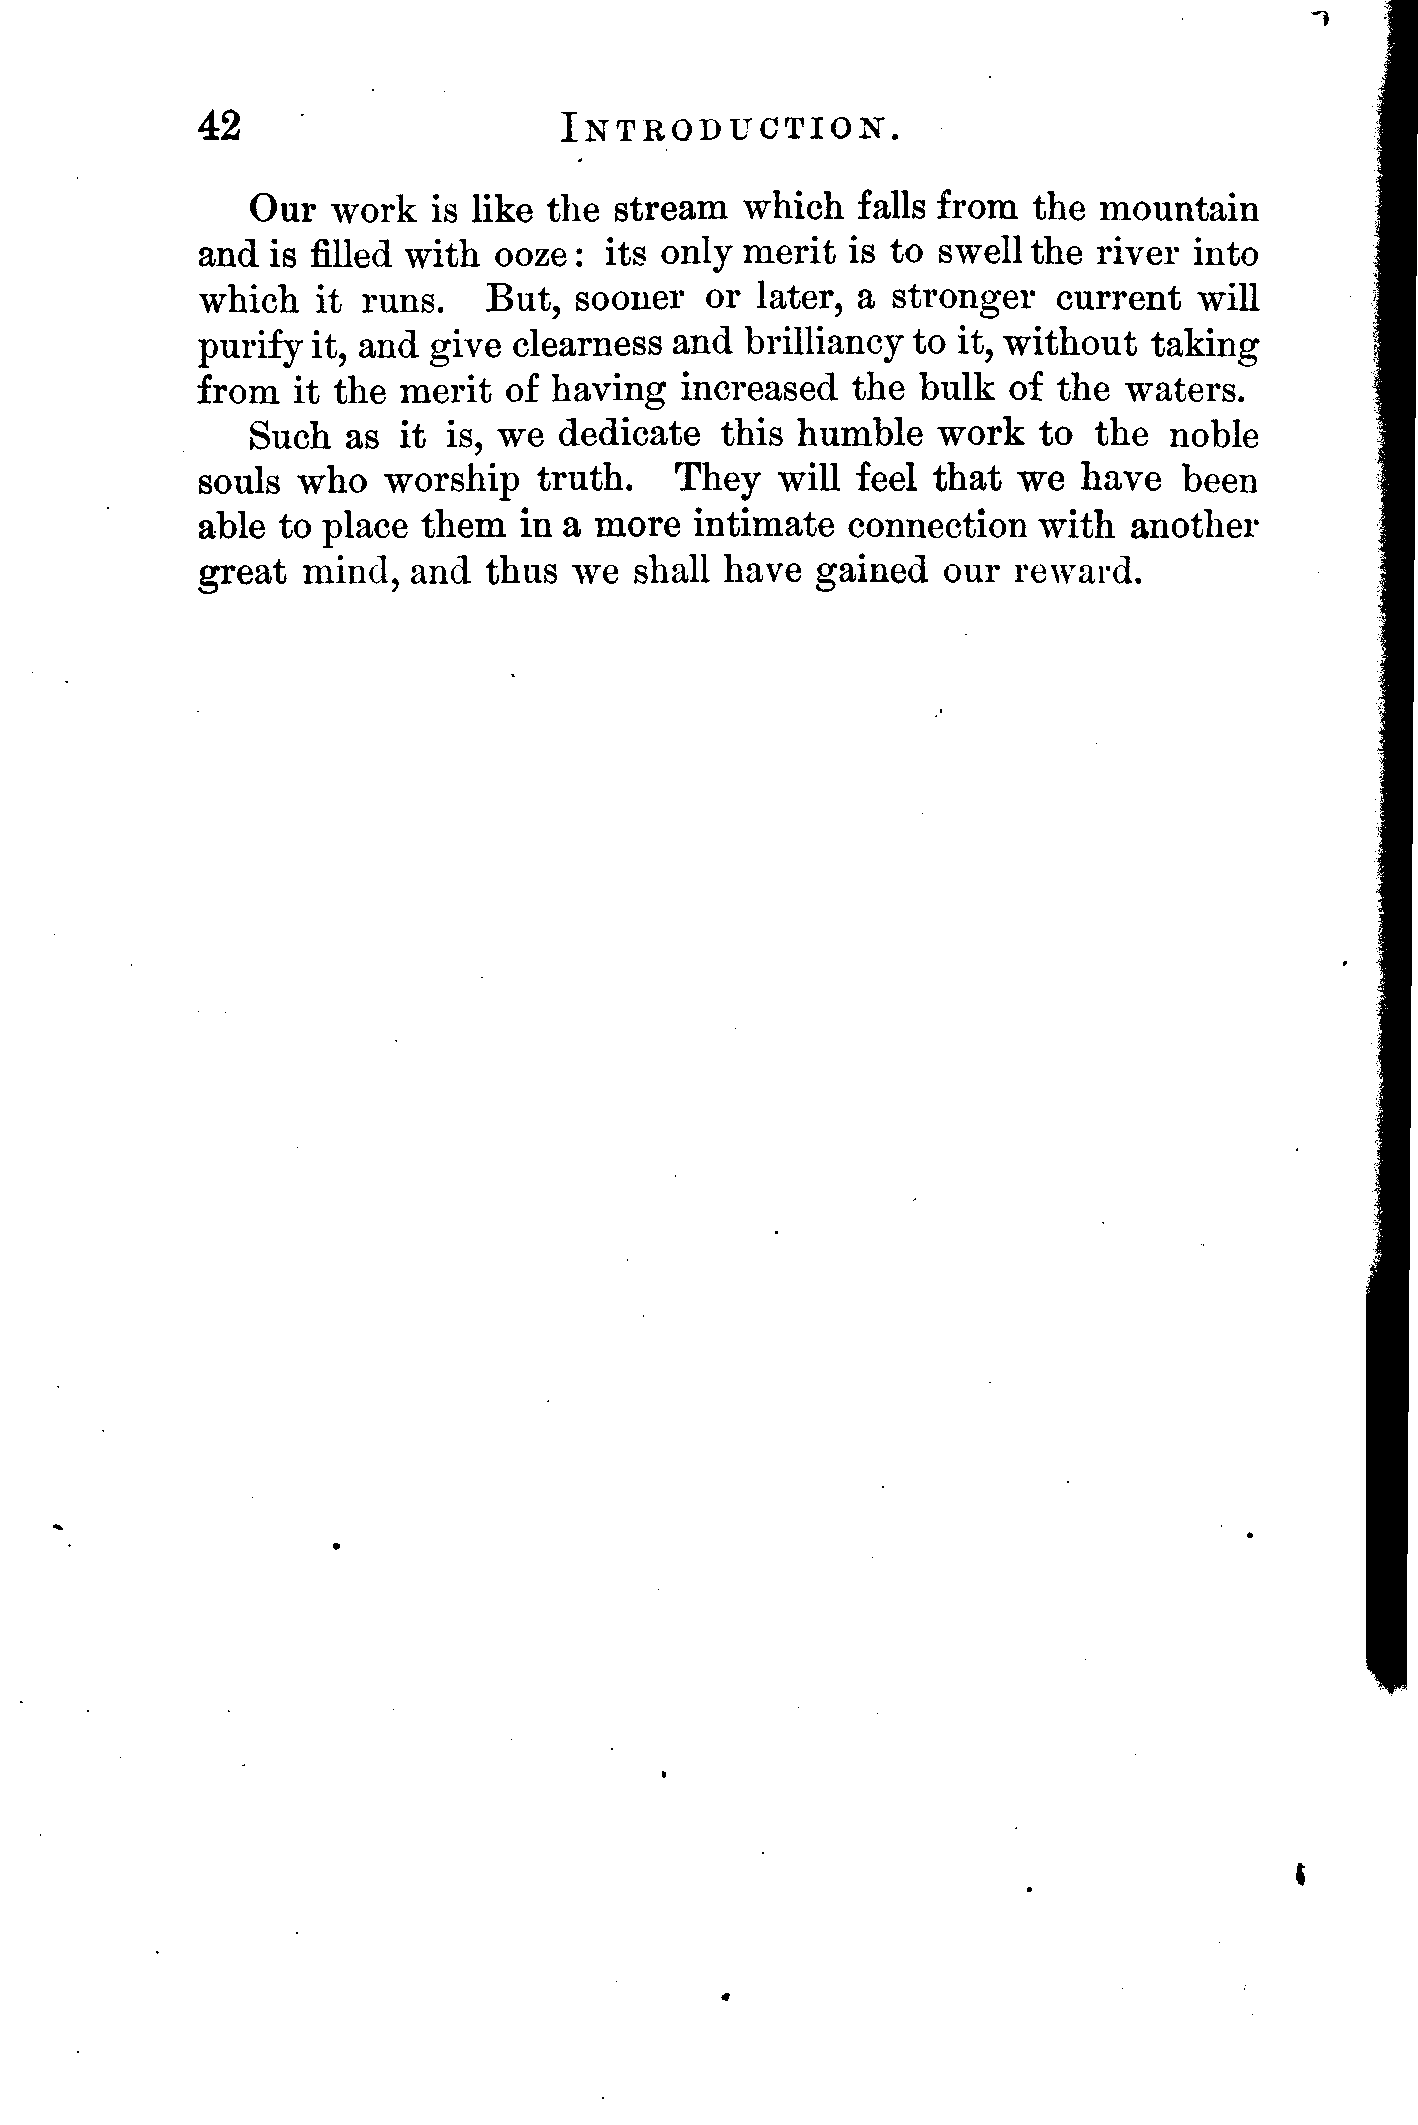 42 INTRODUCTION.
Our work is like the stream which falls from the mountain
and is filled with ooze: its only merit is to swell the river into
which it runs. But, sooner or later, a stronger current will
purify it, and give clearness and brilliancy to it, without taking
from it the merit of having increased the bulk of the waters.
Such as it is, we dedicate this humble work to the noble
souls who worship truth. They will feel that we have been
able to place them in a more intimate connection with another
great mind, and thus we shall have gained our reward.